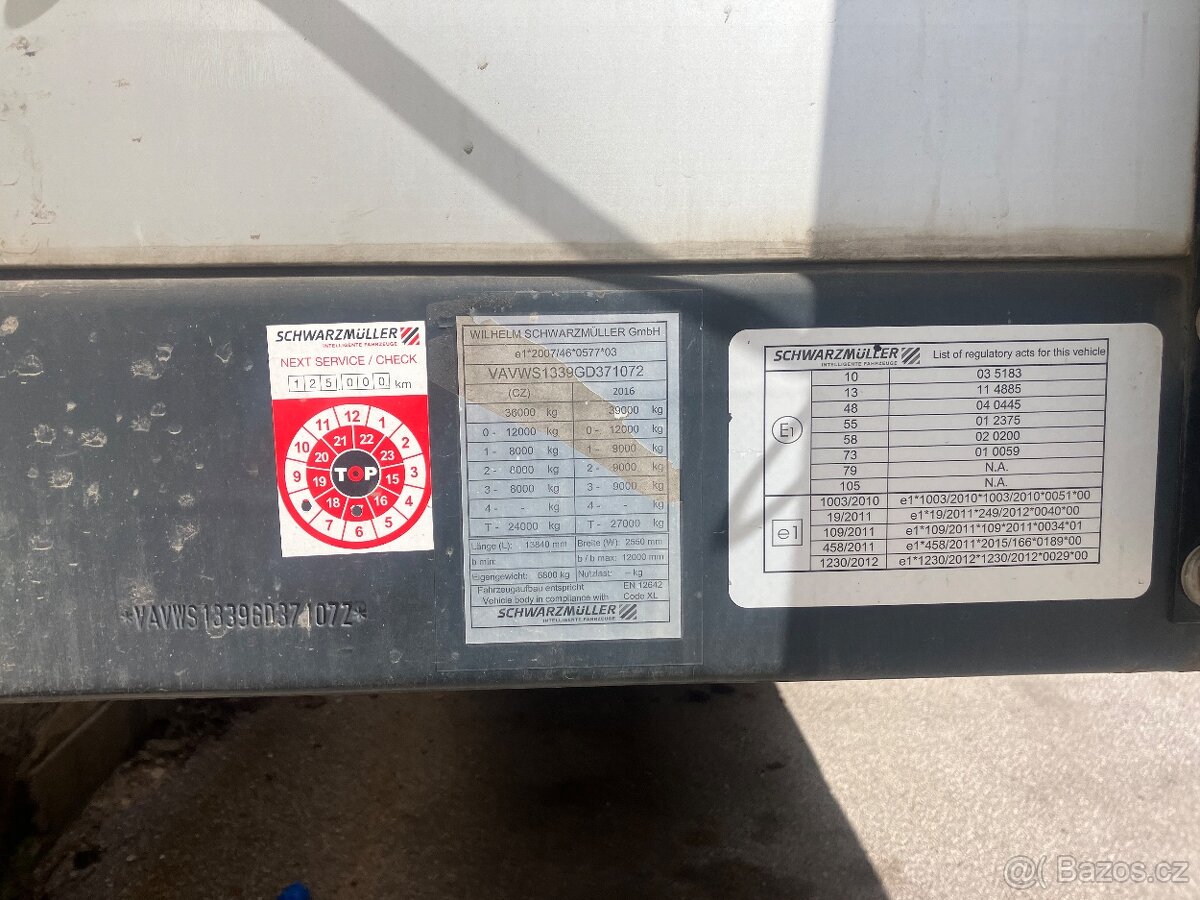 SCHWARZMÜLLER
INTELLIGENTE FAHRZEUGE
NEXT SERVICE / CHECK
125000 km
12 1 2 3 4 5 6 7 9 10 11
21 22 23 15 16 18 19 20
TOP
*VAVWS1339GD371072*
WILHELM SCHWARZMÜLLER GmbH
e1*2007/46*0577*03
VAVWS1339GD371072
(CZ) 2016
36000 kg 39000 kg
0 - 12000 kg 0 - 12000 kg
1 - 8000 kg 1 - 9000 kg
2 - 8000 kg 2 - 9000 kg
3 - 8000 kg 3 - 9000 kg
4 - - kg 4 - - kg
T - 24000 kg T - 27000 kg
Länge (L): 13840 mm Breite (W): 2550 mm
b min: b / b max: 12000 mm
Eigengewicht: 6800 kg Nutzlast: - kg
Fahrzeugaufbau entspricht EN 12642
Vehicle body in compliance with Code XL
SCHWARZMÜLLER
INTELLIGENTE FAHRZEUGE
SCHWARZMÜLLER
INTELLIGENTE FAHRZEUGE
List of regulatory acts for this vehicle
E1
10 03 5183
13 11 4885
48 04 0445
55 01 2375
58 02 0200
73 01 0059
79 N.A.
105 N.A.
e1
1003/2010 e1*1003/2010*1003/2010*0051*00
19/2011 e1*19/2011*249/2012*0040*00
109/2011 e1*109/2011*109*2011*0034*01
458/2011 e1*458/2011*2015/166*0189*00
1230/2012 e1*1230/2012*1230/2012*0029*00
Bazos.cz